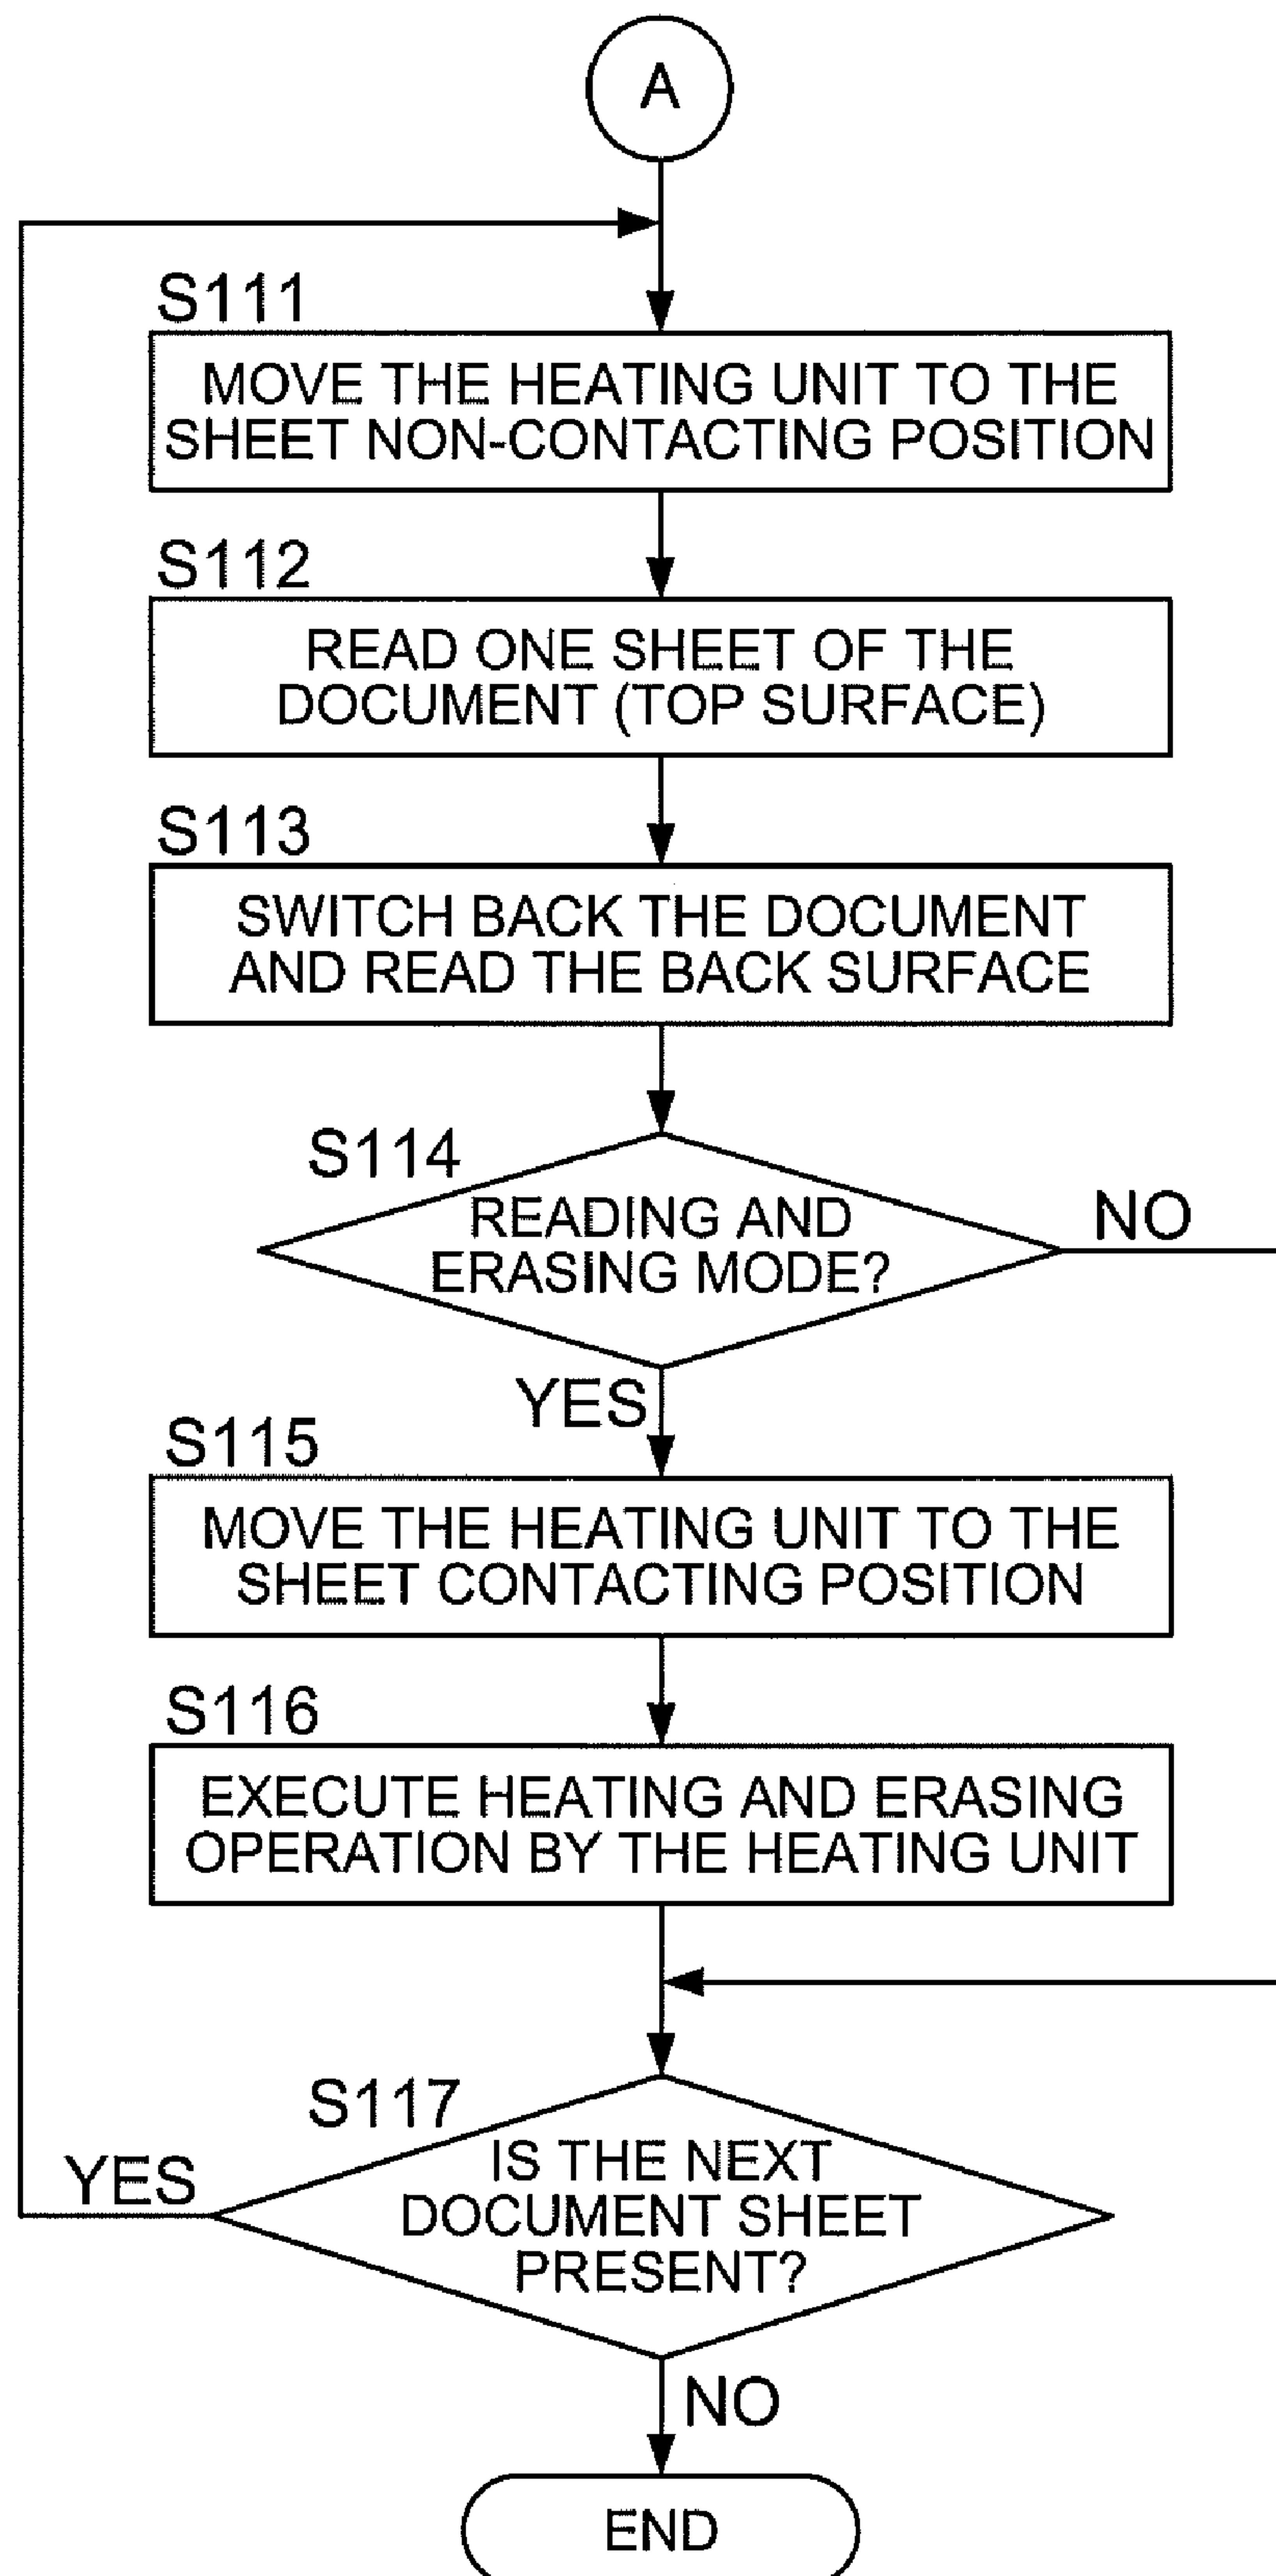 A
S111
MOVE THE HEATING UNIT TO THE
SHEET NON-CONTACTING POSITION
S112
READ ONE SHEET OF THE
DOCUMENT (TOP SURFACE)
S113
SWITCH BACK THE DOCUMENT
AND READ THE BACK SURFACE
S114
READING AND
ERASING MODE?
NO
YES
S115
MOVE THE HEATING UNIT TO THE
SHEET CONTACTING POSITION
S116
EXECUTE HEATING AND ERASING
OPERATION BY THE HEATING UNIT
S117
IS THE NEXT
DOCUMENT SHEET
PRESENT?
YES
NO
END